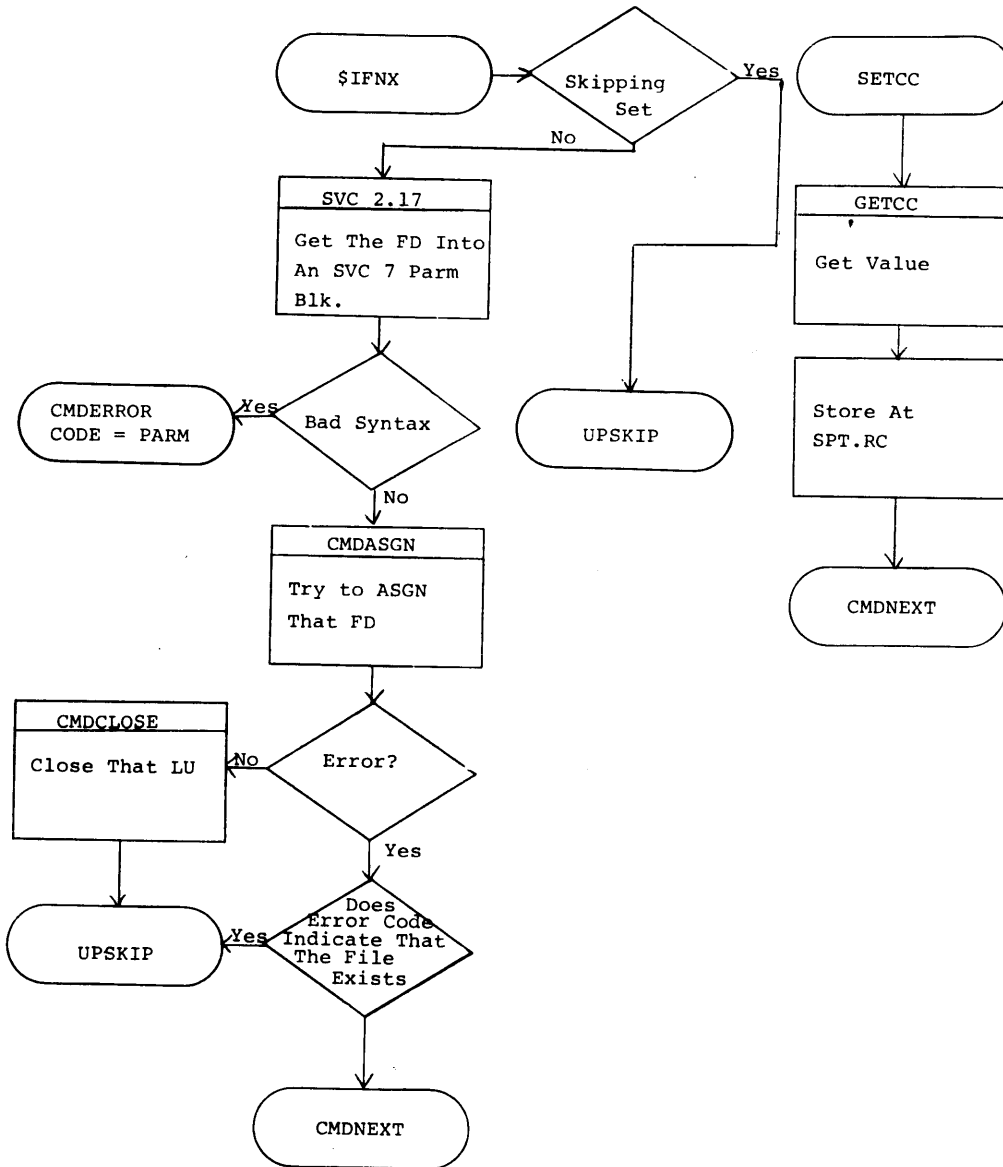 $IFNX
Skipping
Set
Yes
No
SETCC
SVC 2.17
Get The FD Into
An SVC 7 Parm
Blk.
GETCC
Get Value
CMDERROR
CODE = PARM
Yes
Bad Syntax
No
UPSKIP
Store At
SPT.RC
CMDASGN
Try to ASGN
That FD
CMDNEXT
CMDCLOSE
Close That LU
No
Error?
Yes
UPSKIP
Yes
Does
Error Code
Indicate That
The File
Exists
CMDNEXT